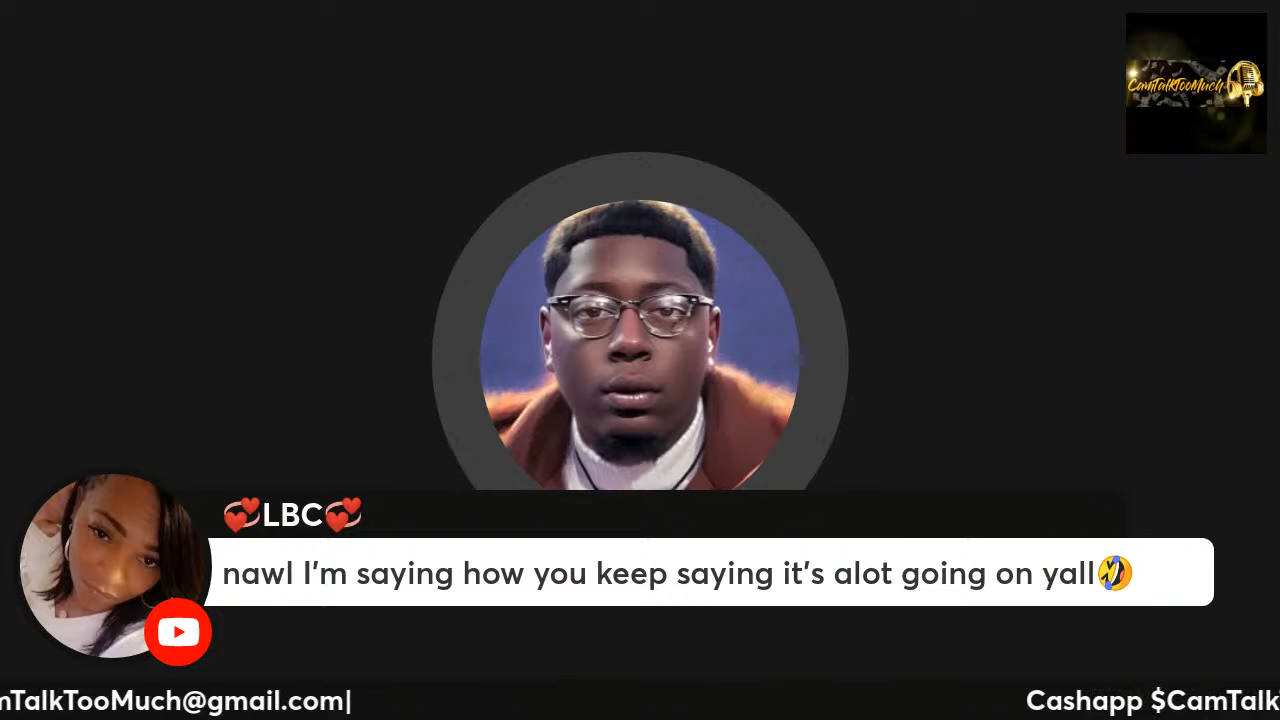 CamTalkTooMuch
💞LBC💞
nawl I'm saying how you keep saying it's alot going on yall🤣
mTalkTooMuch@gmail.com|
Cashapp $CamTalk